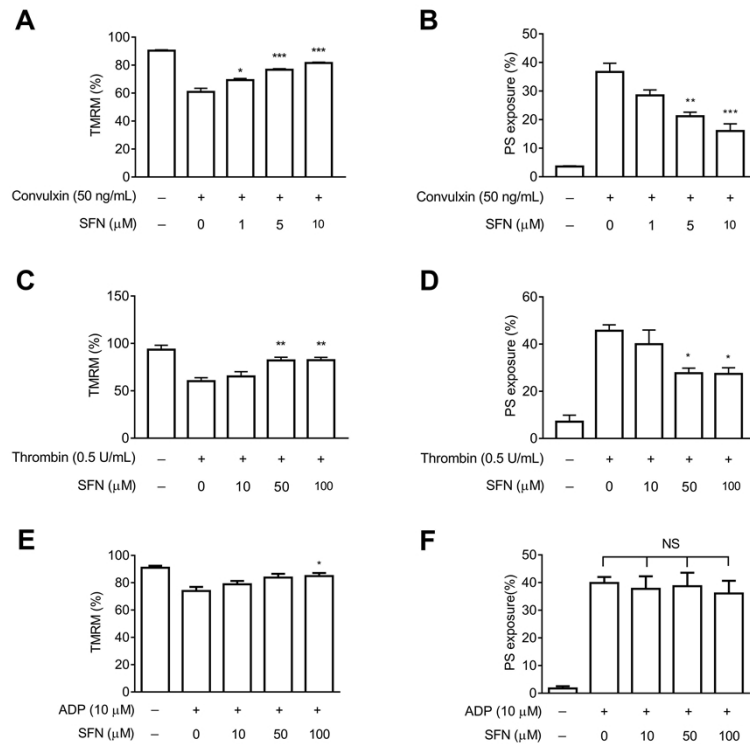 A
TMRM (%)
100
80
60
40
20
0
* *** ***
Convulxin (50 ng/mL) – + + + +
SFN (μM) – 0 1 5 10
B
PS exposure (%)
50
40
30
20
10
0
** ***
Convulxin (50 ng/mL) – + + + +
SFN (μM) – 0 1 5 10
C
TMRM (%)
150
100
50
0
** **
Thrombin (0.5 U/mL) – + + + +
SFN (μM) – 0 10 50 100
D
PS exposure (%)
60
40
20
0
* *
Thrombin (0.5 U/mL) – + + + +
SFN (μM) – 0 10 50 100
E
TMRM (%)
100
80
60
40
20
0
*
ADP (10 μM) – + + + +
SFN (μM) – 0 10 50 100
F
PS exposure(%)
50
40
30
20
10
0
NS
ADP (10 μM) – + + + +
SFN (μM) – 0 10 50 100